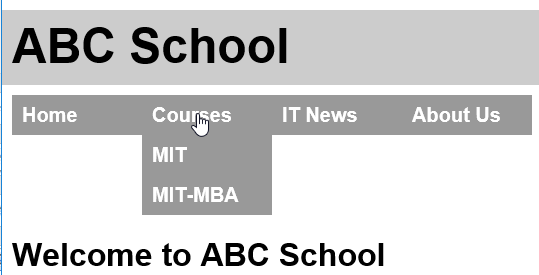 ABC School
Home Courses IT News About Us
MIT
MIT-MBA
Welcome to ABC School